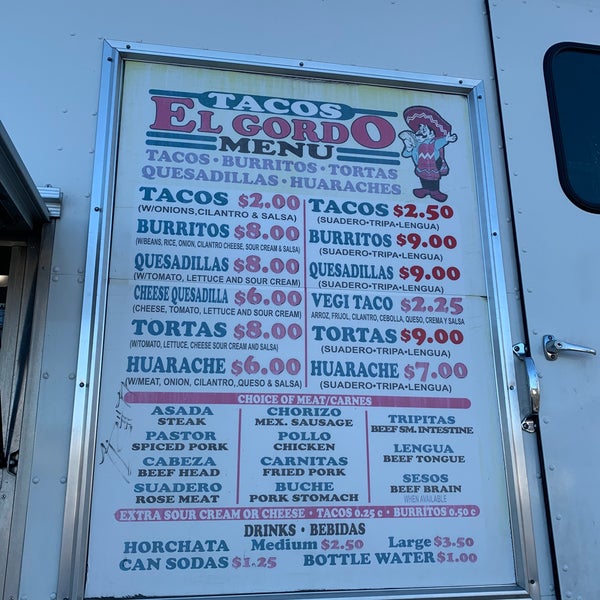 TACOS
EL GORDO
MENU
TACOS • BURRITOS • TORTAS
QUESADILLAS • HUARACHES
TACOS $2.00
(W/ONIONS,CILANTRO & SALSA)
BURRITOS $8.00
(W/BEANS, RICE, ONION, CILANTRO CHEESE, SOUR CREAM & SALSA)
QUESADILLAS $8.00
(W/TOMATO, LETTUCE AND SOUR CREAM)
CHEESE QUESADILLA $6.00
(CHEESE, TOMATO, LETTUCE AND SOUR CREAM)
TORTAS $8.00
(W/TOMATO, LETTUCE, CHEESE SOUR CREAM AND SALSA)
HUARACHE $6.00
(W/MEAT, ONION, CILANTRO, QUESO & SALSA)
TACOS $2.50
(SUADERO•TRIPA•LENGUA)
BURRITOS $9.00
(SUADERO•TRIPA•LENGUA)
QUESADILLAS $9.00
(SUADERO•TRIPA•LENGUA)
VEGI TACO $2.25
ARROZ, FRIJOL, CILANTRO, CEBOLLA, QUESO, CREMA Y SALSA
TORTAS $9.00
(SUADERO•TRIPA•LENGUA)
HUARACHE $7.00
(SUADERO•TRIPA•LENGUA)
CHOICE OF MEAT/CARNES
ASADA
STEAK
PASTOR
SPICED PORK
CABEZA
BEEF HEAD
SUADERO
ROSE MEAT
CHORIZO
MEX. SAUSAGE
POLLO
CHICKEN
CARNITAS
FRIED PORK
BUCHE
PORK STOMACH
TRIPITAS
BEEF SM. INTESTINE
LENGUA
BEEF TONGUE
SESOS
BEEF BRAIN
WHEN AVAILABLE
EXTRA SOUR CREAM OR CHEESE • TACOS 0.25 c • BURRITOS 0.50 c
DRINKS • BEBIDAS
HORCHATA Medium $2.50 Large $3.50
CAN SODAS $1.25 BOTTLE WATER $1.00